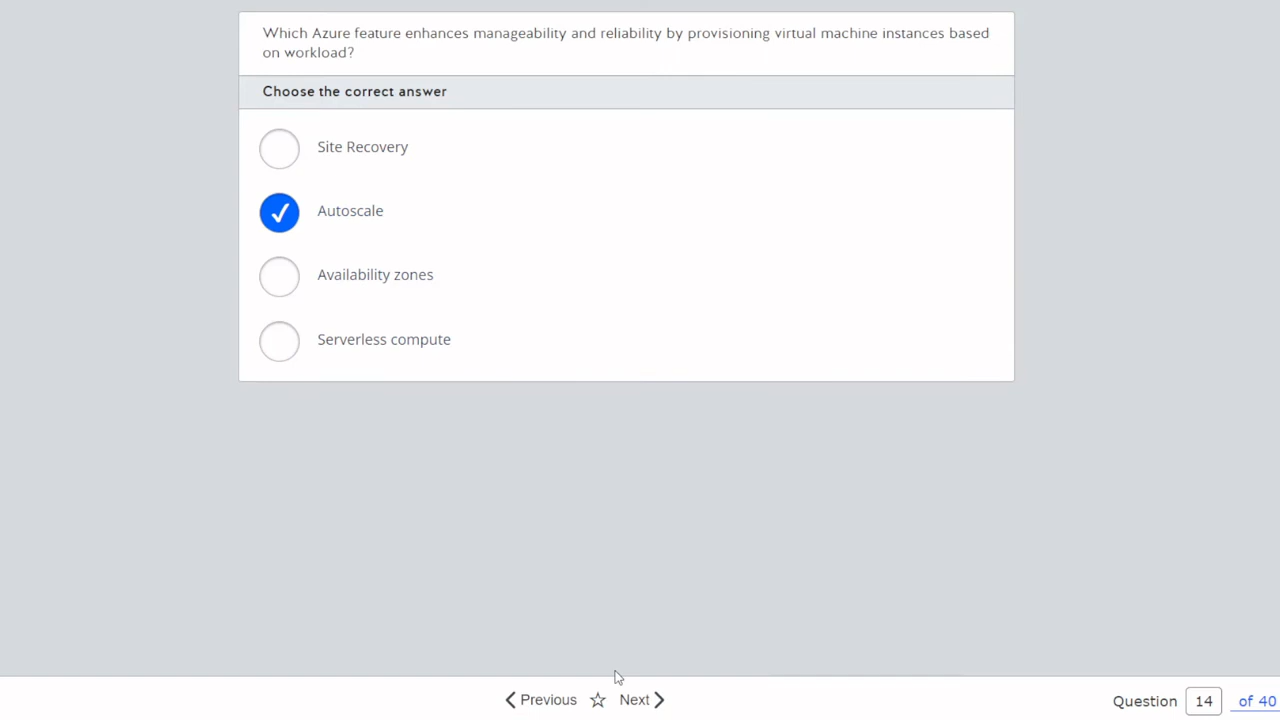 Which Azure feature enhances manageability and reliability by provisioning virtual machine instances based
on workload?
Choose the correct answer
Site Recovery
Autoscale
Availability zones
Serverless compute
Previous Next Question 14 of 40